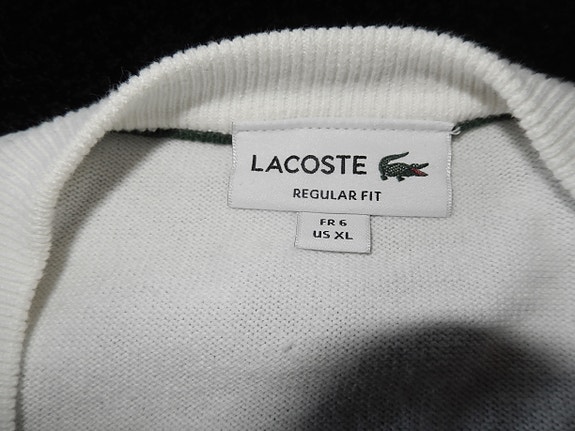 LACOSTE
REGULAR FIT
FR 6
US XL